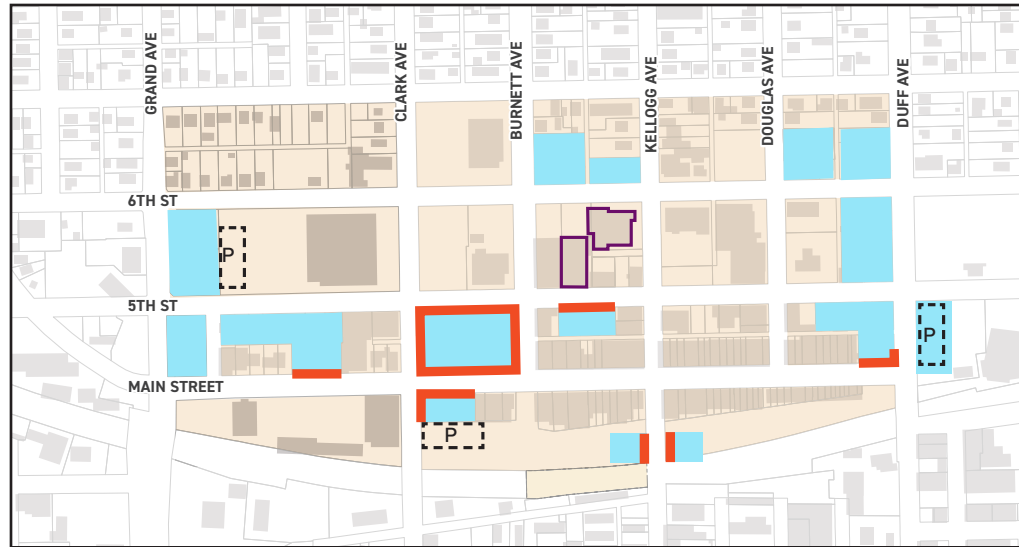 GRAND AVE
CLARK AVE
BURNETT AVE
KELLOGG AVE
DOUGLAS AVE
DUFF AVE
6TH ST
P
5TH ST
P
MAIN STREET
P